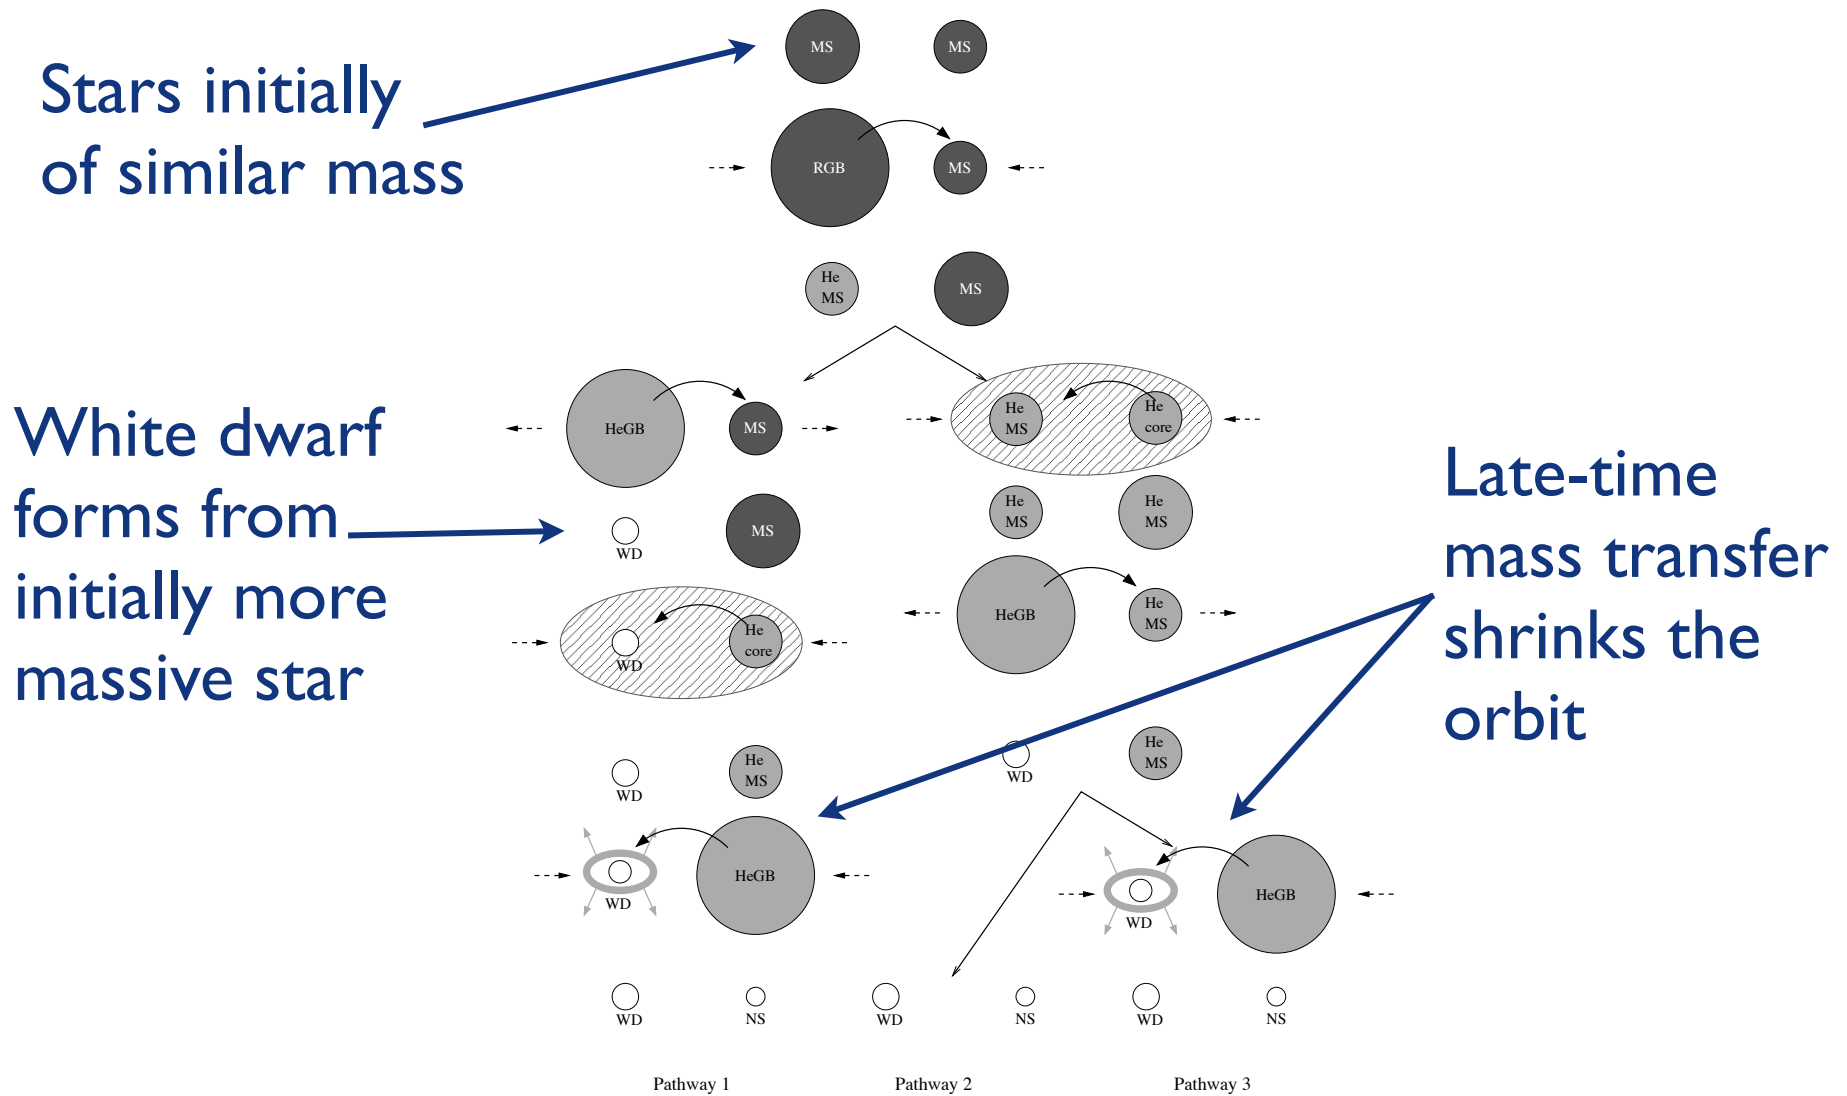 Stars initially
of similar mass
MS MS
RGB MS
He
MS
MS
White dwarf
forms from
initially more
massive star
HeGB MS
He
MS
He
core
WD MS
He
MS
He
MS
WD
He
core
HeGB
He
MS
WD
He
MS
WD
He
MS
WD HeGB
WD HeGB
Late-time
mass transfer
shrinks the
orbit
WD NS WD NS WD NS
Pathway 1 Pathway 2 Pathway 3